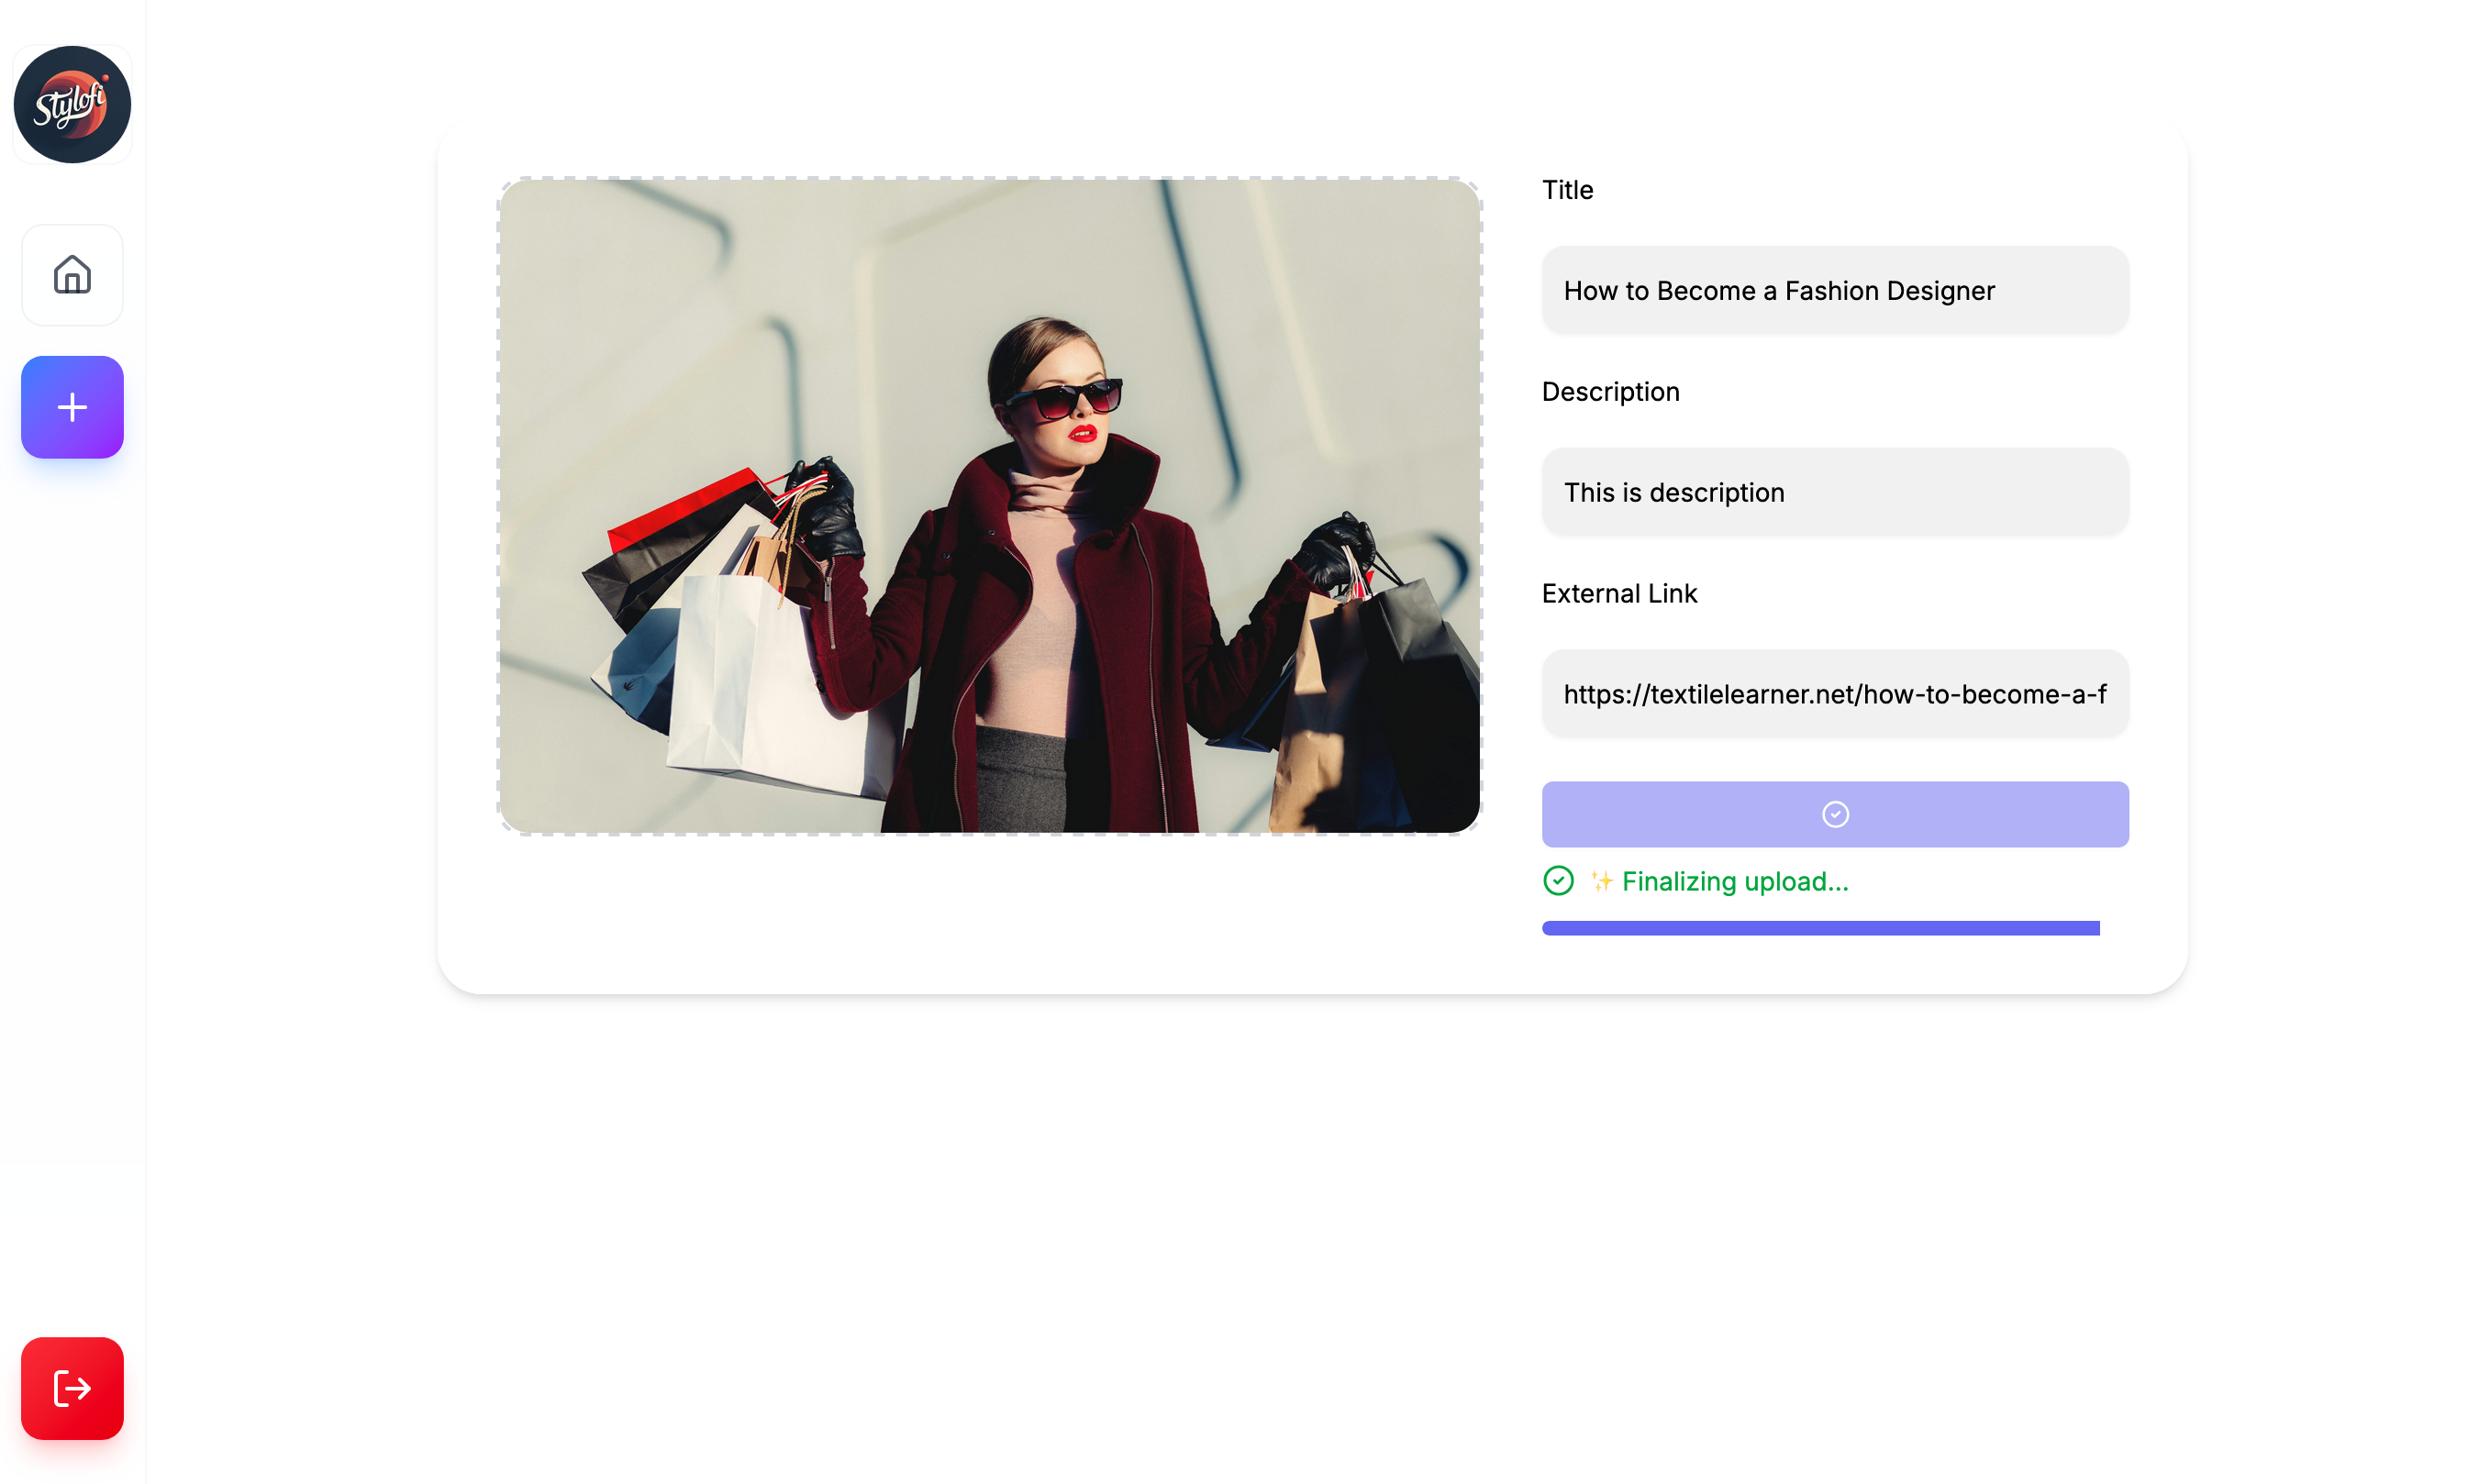 Stylofi
Title
How to Become a Fashion Designer
Description
This is description
External Link
https://textilelearner.net/how-to-become-a-f
✨ Finalizing upload...